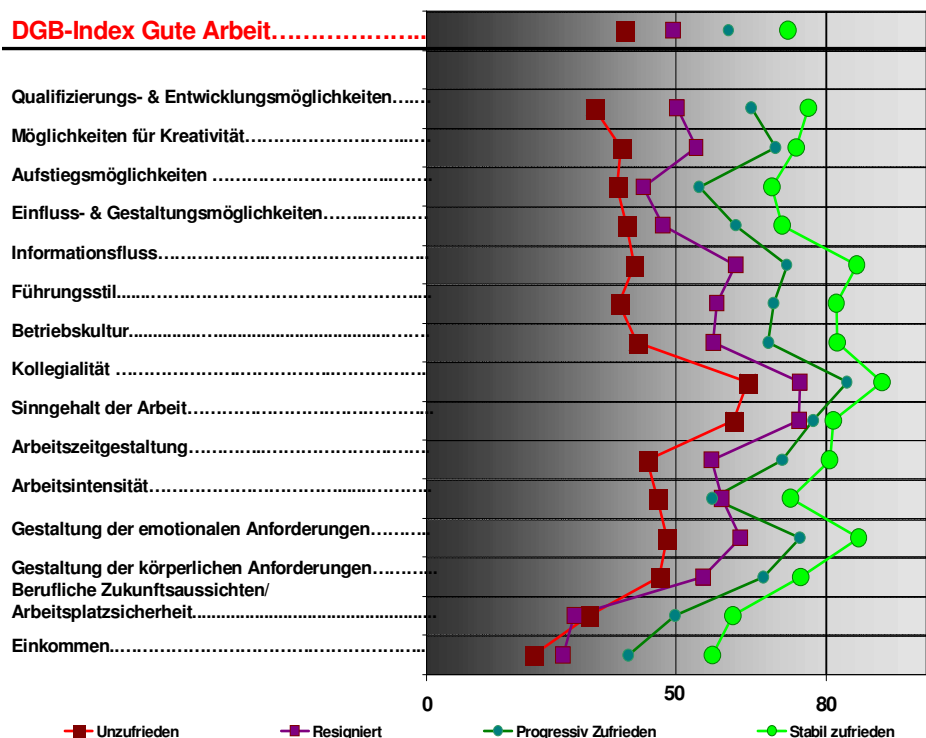 DGB-Index Gute Arbeit………………..
Qualifizierungs- & Entwicklungsmöglichkeiten…....
Möglichkeiten für Kreativität……………………...…..
Aufstiegsmöglichkeiten ………………………...…….
Einfluss- & Gestaltungsmöglichkeiten……...………
Informationsfluss………………...……………………...
Führungsstil......…….………………………………....
Betriebskultur............................................…….
Kollegialität …………………………………………….
Sinngehalt der Arbeit…………..…………..…………
Arbeitszeitgestaltung…………...……………..……….
Arbeitsintensität……………………….......…………
Gestaltung der emotionalen Anforderungen………..
Gestaltung der körperlichen Anforderungen………...
Berufliche Zukunftsaussichten/
Arbeitsplatzsicherheit..............................................
Einkommen……………………………………………...
0 50 80
Unzufrieden Resigniert Progressiv Zufrieden Stabil zufrieden